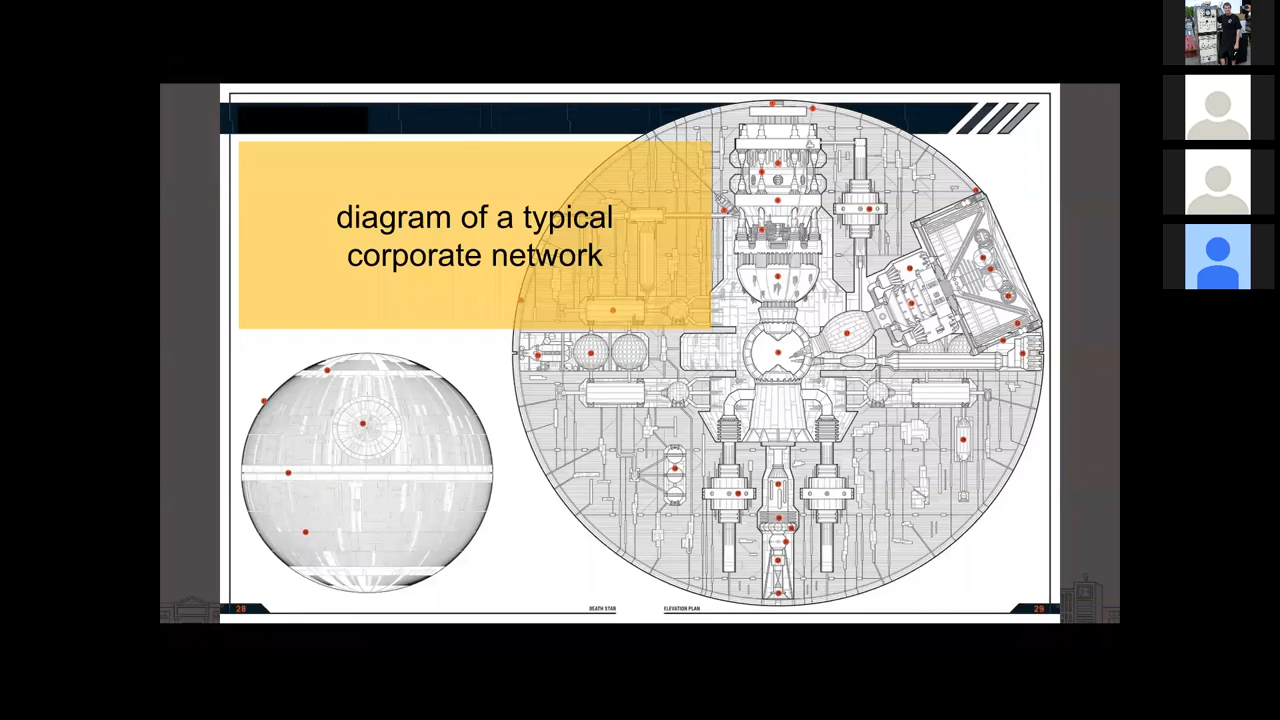 diagram of a typical
corporate network
28
DEATH STAR
ELEVATION PLAN
29